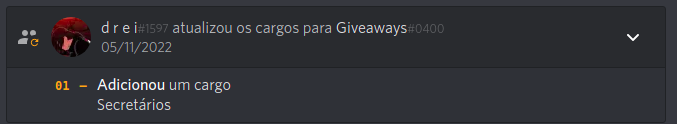 d r e i#1597 atualizou os cargos para Giveaways#0400
05/11/2022
01 – Adicionou um cargo
Secretários